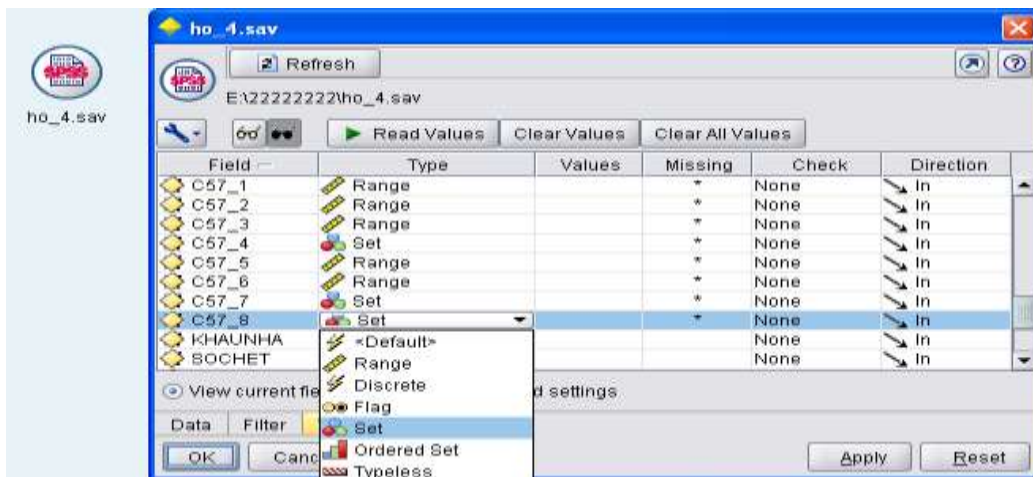 SPSS
ho_4.sav
ho_4.sav
SPSS
Refresh
E:\22222222\ho_4.sav
Read Values Clear Values Clear All Values
Field Type Values Missing Check Direction
C57_1 Range * None In
C57_2 Range * None In
C57_3 Range * None In
C57_4 Set * None In
C57_5 Range * None In
C57_6 Range * None In
C57_7 Set * None In
C57_8 Set * None In
KHAUNHA None In
SOCHET None In
<Default>
Range
Discrete
Flag
Set
Ordered Set
Typeless
View current fie d settings
Data Filter
OK Canc Apply Reset